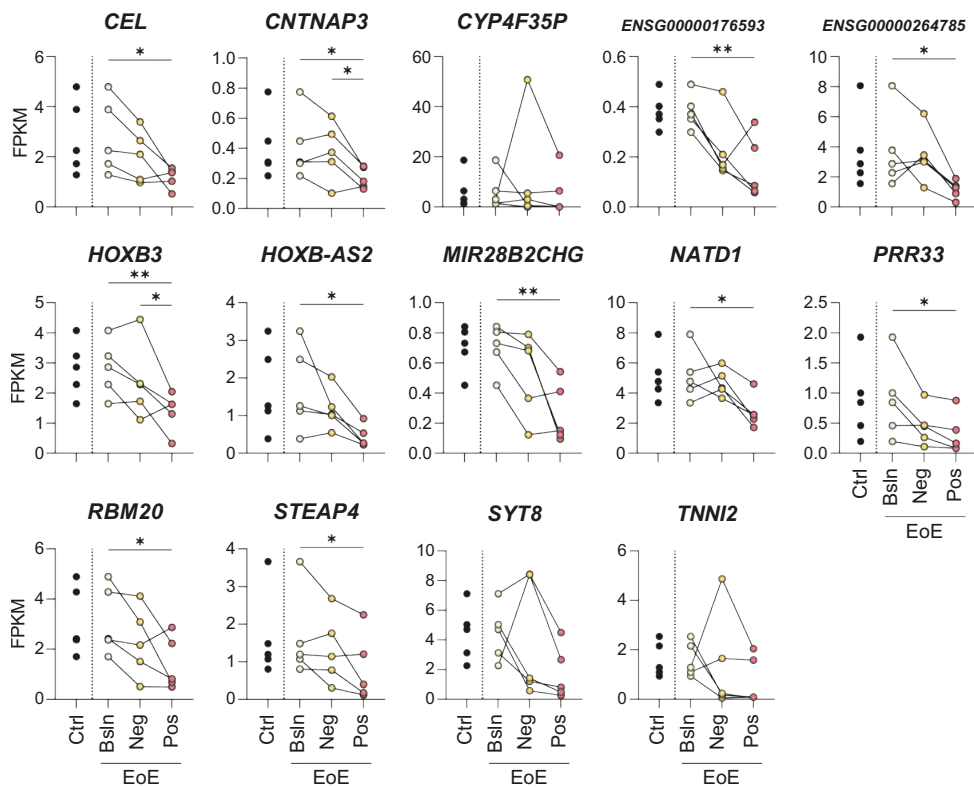 CEL
CNTNAP3
CYP4F35P
ENSG00000176593
ENSG00000264785
FPKM
6
4
2
0
*
1.0
0.8
0.6
0.4
0.2
0.0
*
*
60
40
20
0
0.6
0.4
0.2
0.0
**
10
8
6
4
2
0
*
HOXB3
HOXB-AS2
MIR28B2CHG
NATD1
PRR33
FPKM
5
4
3
2
1
0
**
*
4
3
2
1
0
*
1.0
0.8
0.6
0.4
0.2
0.0
**
10
8
6
4
2
0
*
2.5
2.0
1.5
1.0
0.5
0.0
*
Ctrl
Bsln
Neg
Pos
EoE
RBM20
STEAP4
SYT8
TNNI2
FPKM
6
4
2
0
*
4
3
2
1
0
*
10
8
6
4
2
0
6
4
2
0
Ctrl
Bsln
Neg
Pos
Ctrl
Bsln
Neg
Pos
Ctrl
Bsln
Neg
Pos
Ctrl
Bsln
Neg
Pos
EoE
EoE
EoE
EoE